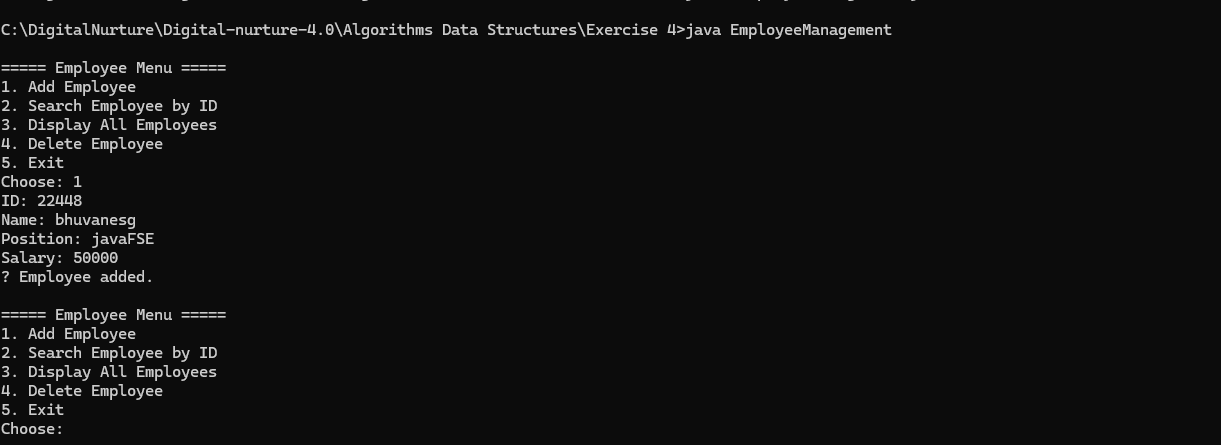 C:\DigitalNurture\Digital-nurture-4.0\Algorithms Data Structures\Exercise 4>java EmployeeManagement
===== Employee Menu =====
1. Add Employee
2. Search Employee by ID
3. Display All Employees
4. Delete Employee
5. Exit
Choose: 1
ID: 22448
Name: bhuvanesg
Position: javaFSE
Salary: 50000
? Employee added.
===== Employee Menu =====
1. Add Employee
2. Search Employee by ID
3. Display All Employees
4. Delete Employee
5. Exit
Choose: